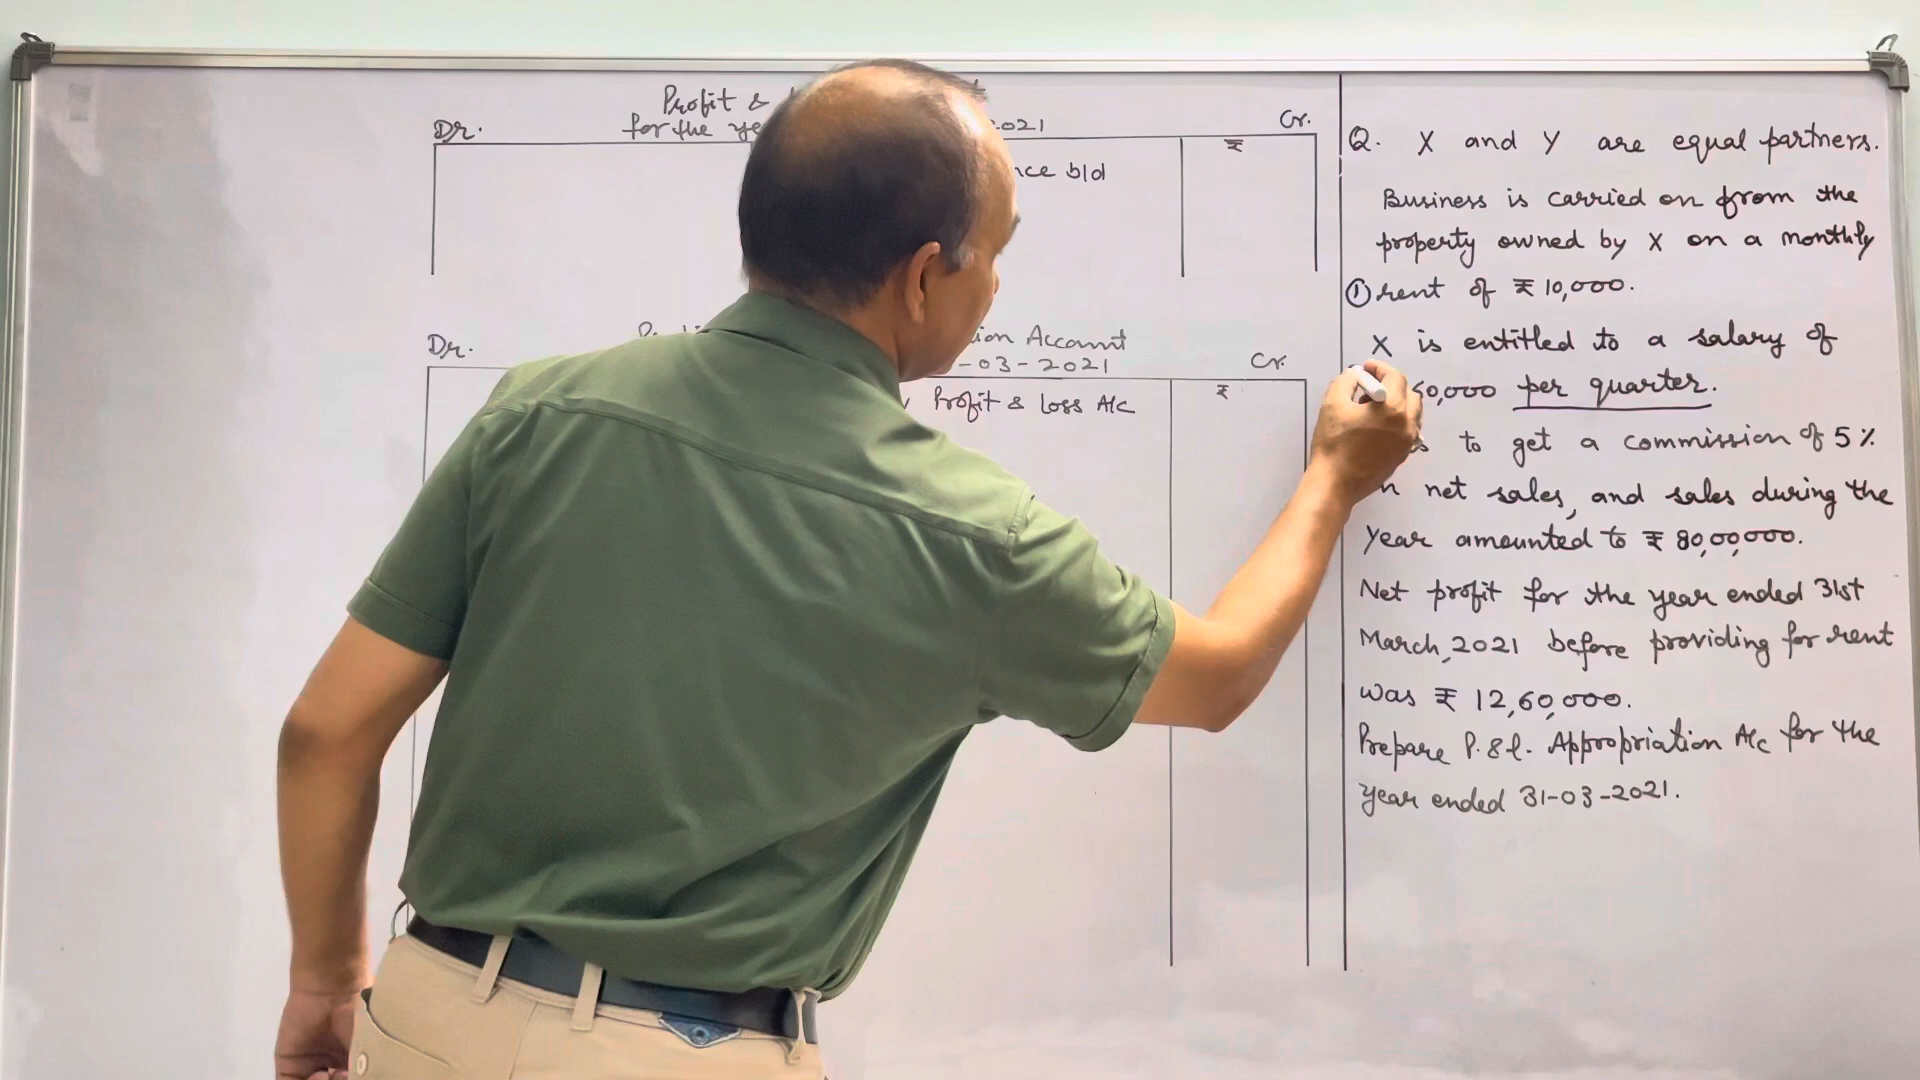 Profit &
Dr. for the ye 2021 Cr.
₹
nce b/d
ion Account
Dr. -03-2021 Cr.
₹
Profit & Loss A/c
Q. X and Y are equal partners.
Business is carried on from the
property owned by X on a monthly
① rent of ₹ 10,000.
X is entitled to a salary of
50,000 per quarter.
to get a commission of 5%
net sales, and sales during the
year amounted to ₹ 80,00,000.
Net profit for the year ended 31st
March, 2021 before providing for rent
was ₹ 12,60,000.
Prepare P. & L. Appropriation A/c for the
year ended 31-03-2021.